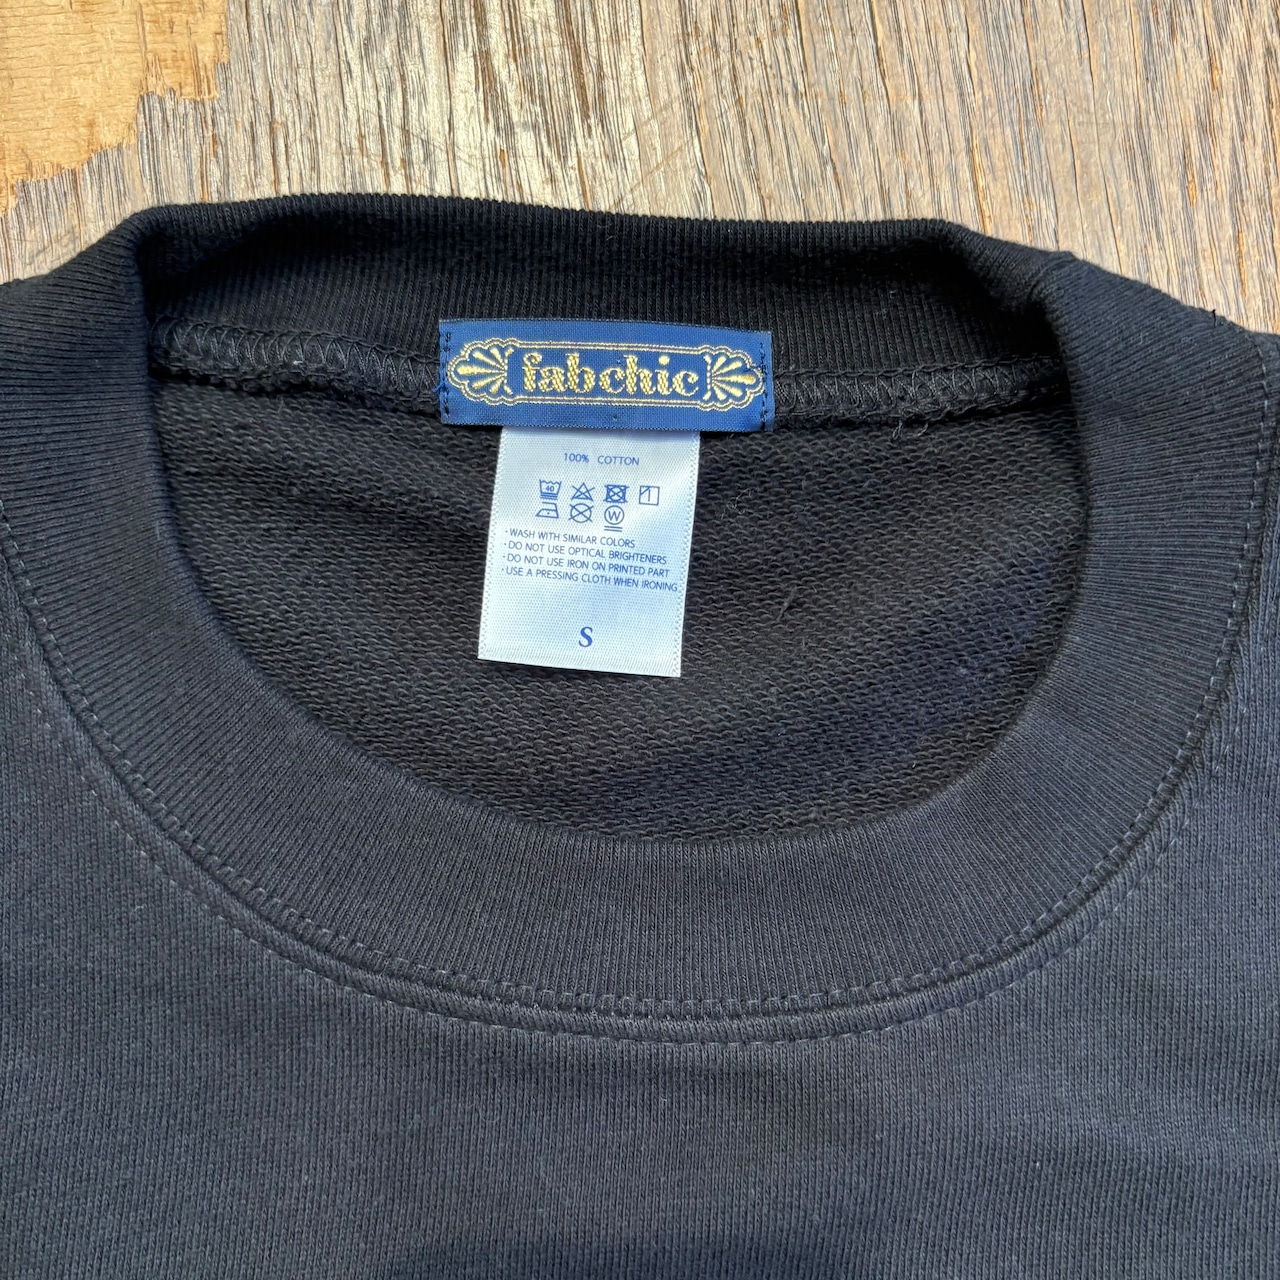 fabchic
100% COTTON
40
W
·WASH WITH SIMILAR COLORS
·DO NOT USE OPTICAL BRIGHTENERS
·DO NOT USE IRON ON PRINTED PART
·USE A PRESSING CLOTH WHEN IRONING
S